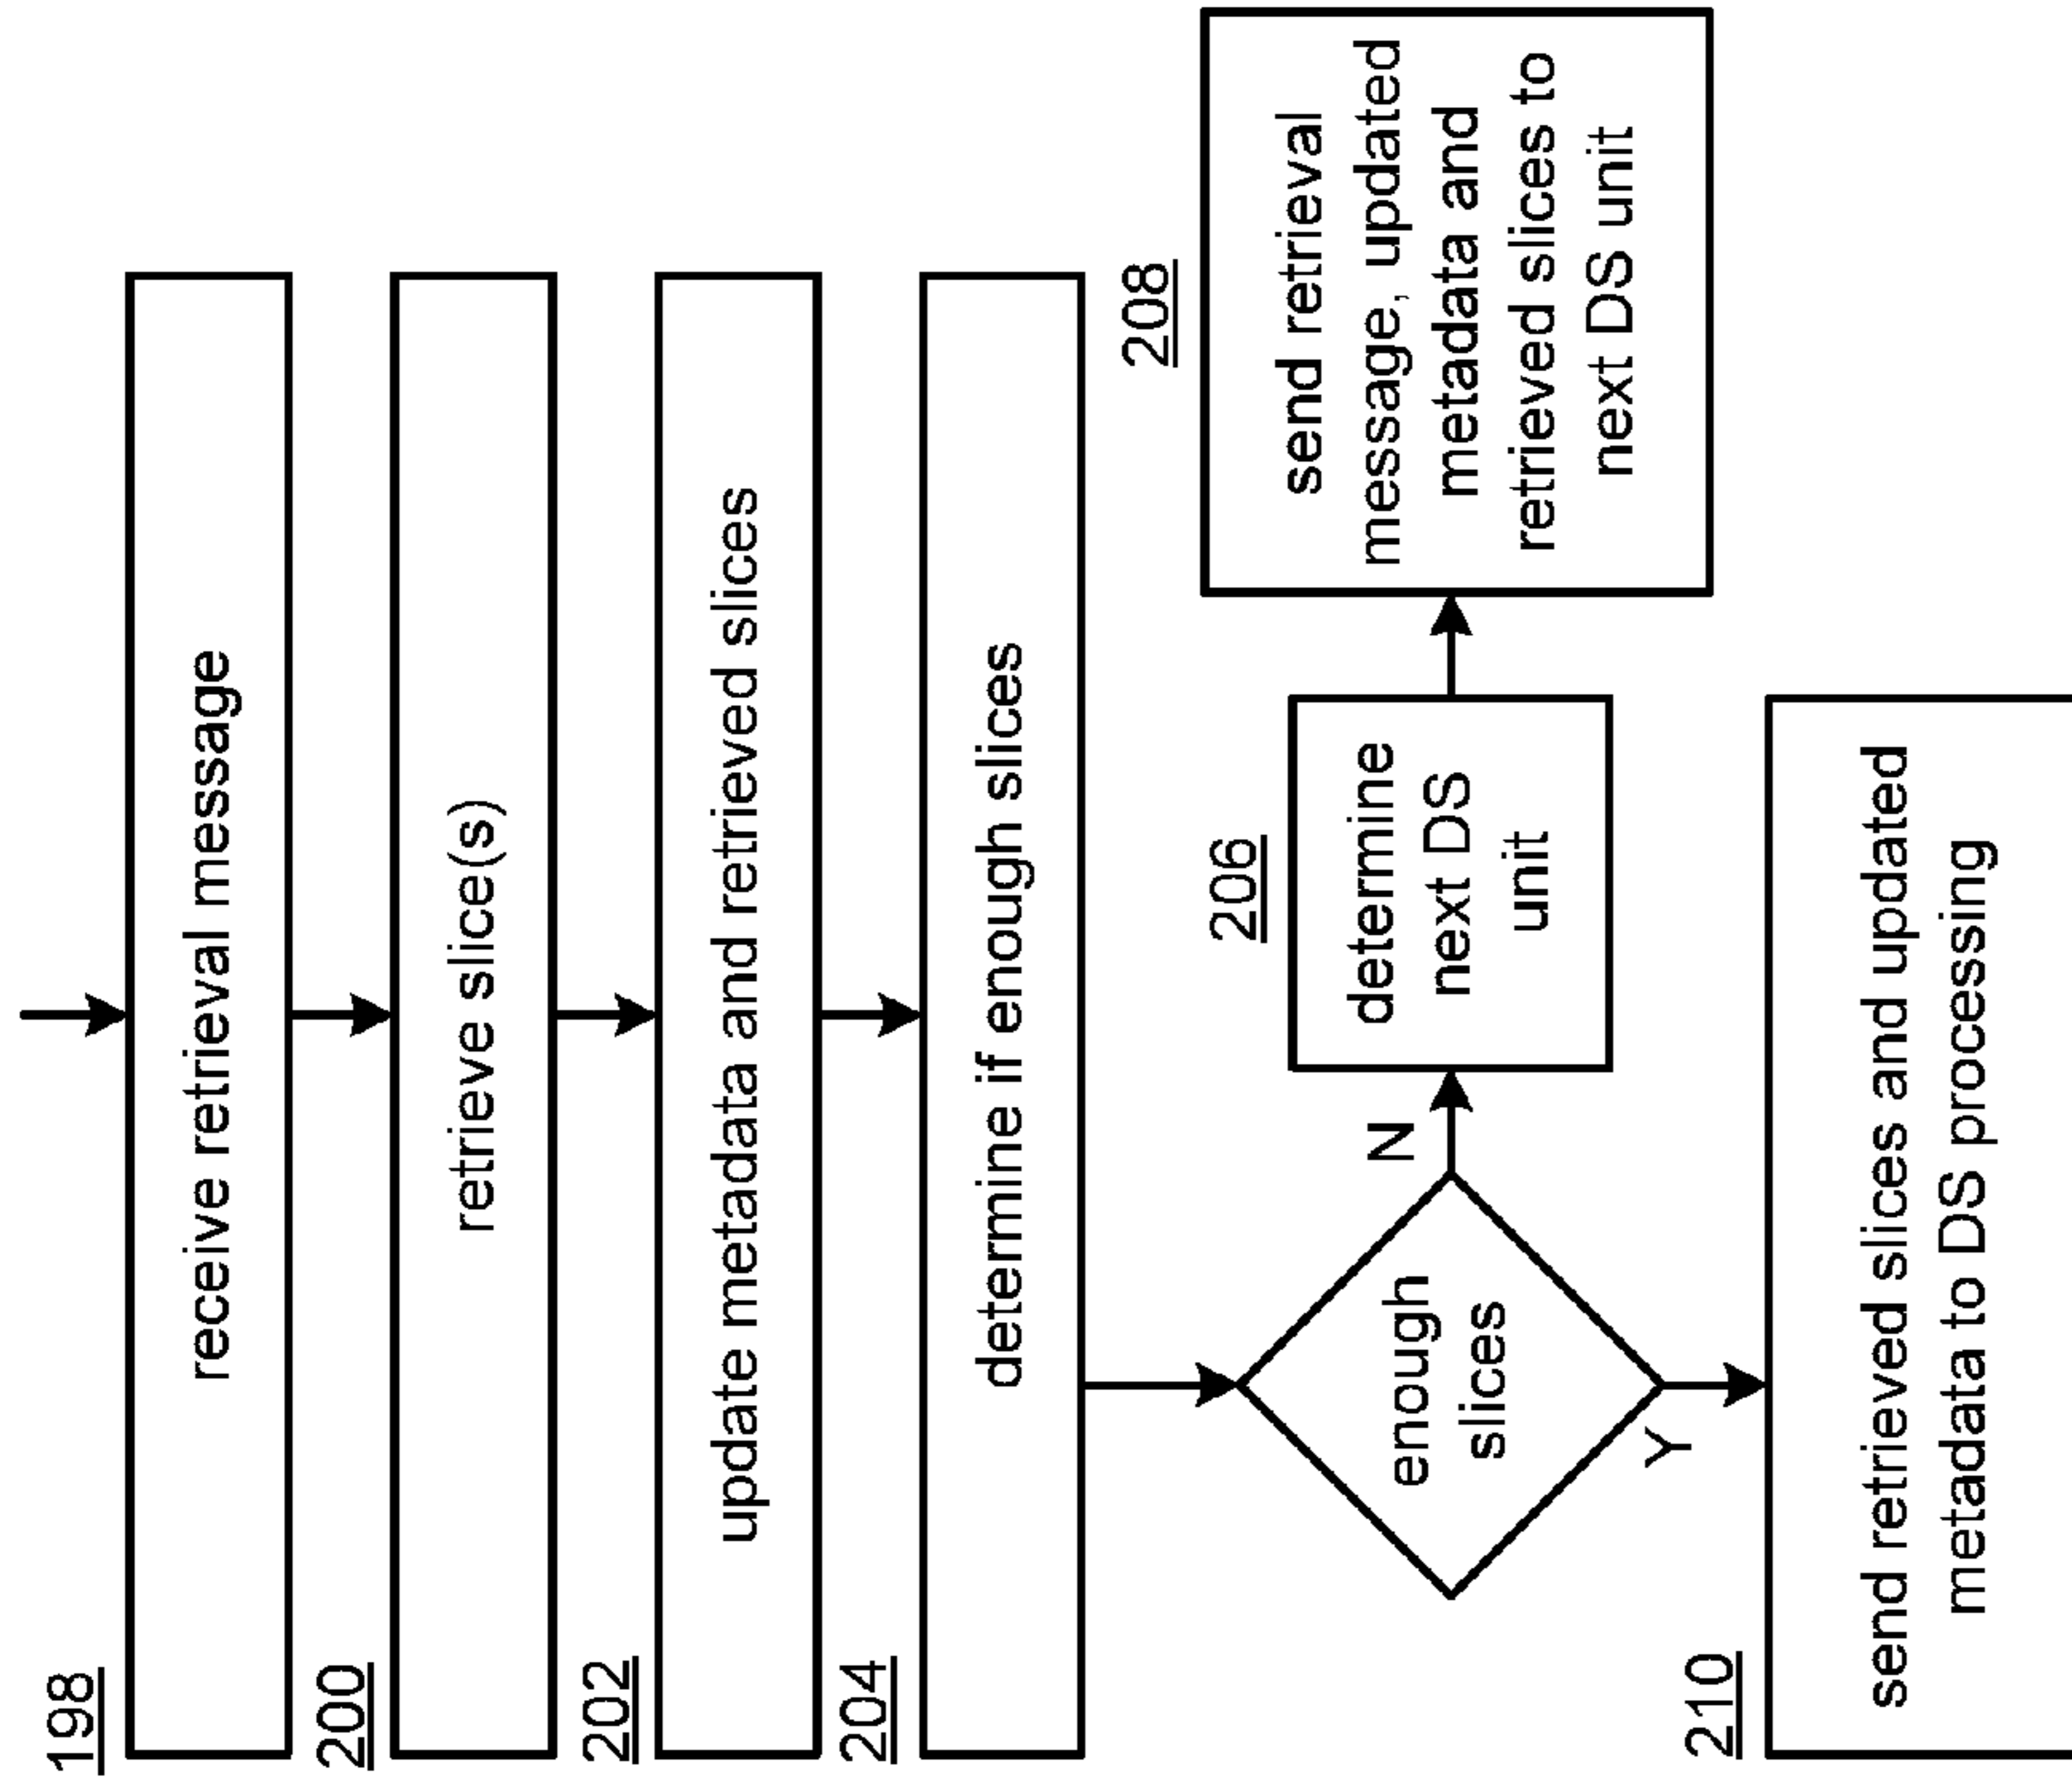 198
receive retrieval message
200
retrieve slice(s)
202
update metadata and retrieved slices
204
determine if enough slices
enough
slices
N
Y
206
determine
next DS
unit
208
send retrieval
message, updated
metadata and
retrieved slices to
next DS unit
210
send retrieved slices and updated
metadata to DS processing